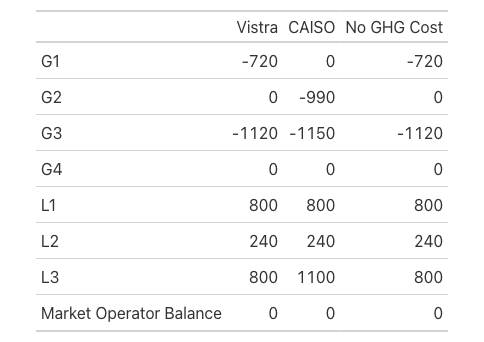 Vistra CAISO No GHG Cost
G1 -720 0 -720
G2 0 -990 0
G3 -1120 -1150 -1120
G4 0 0 0
L1 800 800 800
L2 240 240 240
L3 800 1100 800
Market Operator Balance 0 0 0